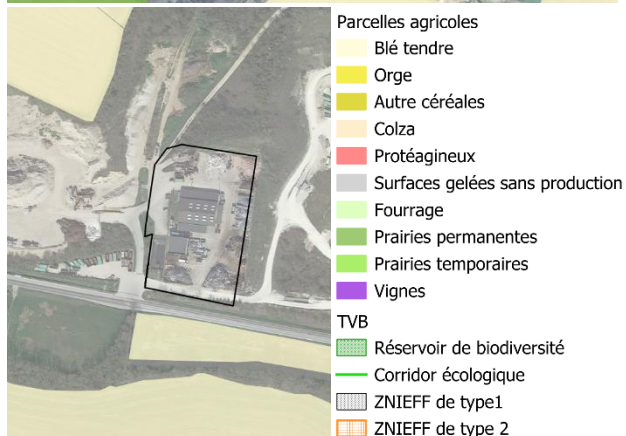 Parcelles agricoles
Blé tendre
Orge
Autre céréales
Colza
Protéagineux
Surfaces gelées sans production
Fourrage
Prairies permanentes
Prairies temporaires
Vignes
TVB
Réservoir de biodiversité
Corridor écologique
ZNIEFF de type1
ZNIEFF de type 2